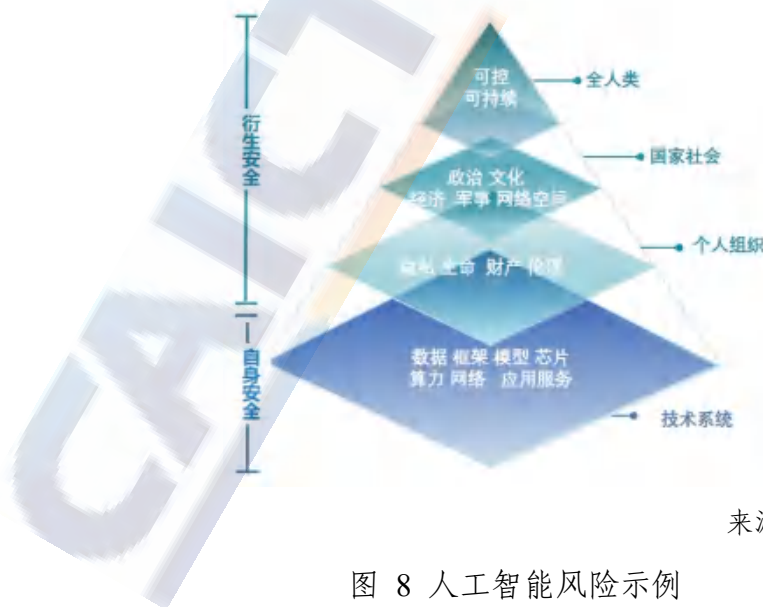 可控
可持续
全人类
国家社会
政治 文化
经济 军事 网络空间
个人组织
生命 财产 伦理
数据 框架 模型 芯片
算力 网络 应用服务
技术系统
衍生安全
自身安全
CAICT
来源
图 8 人工智能风险示例